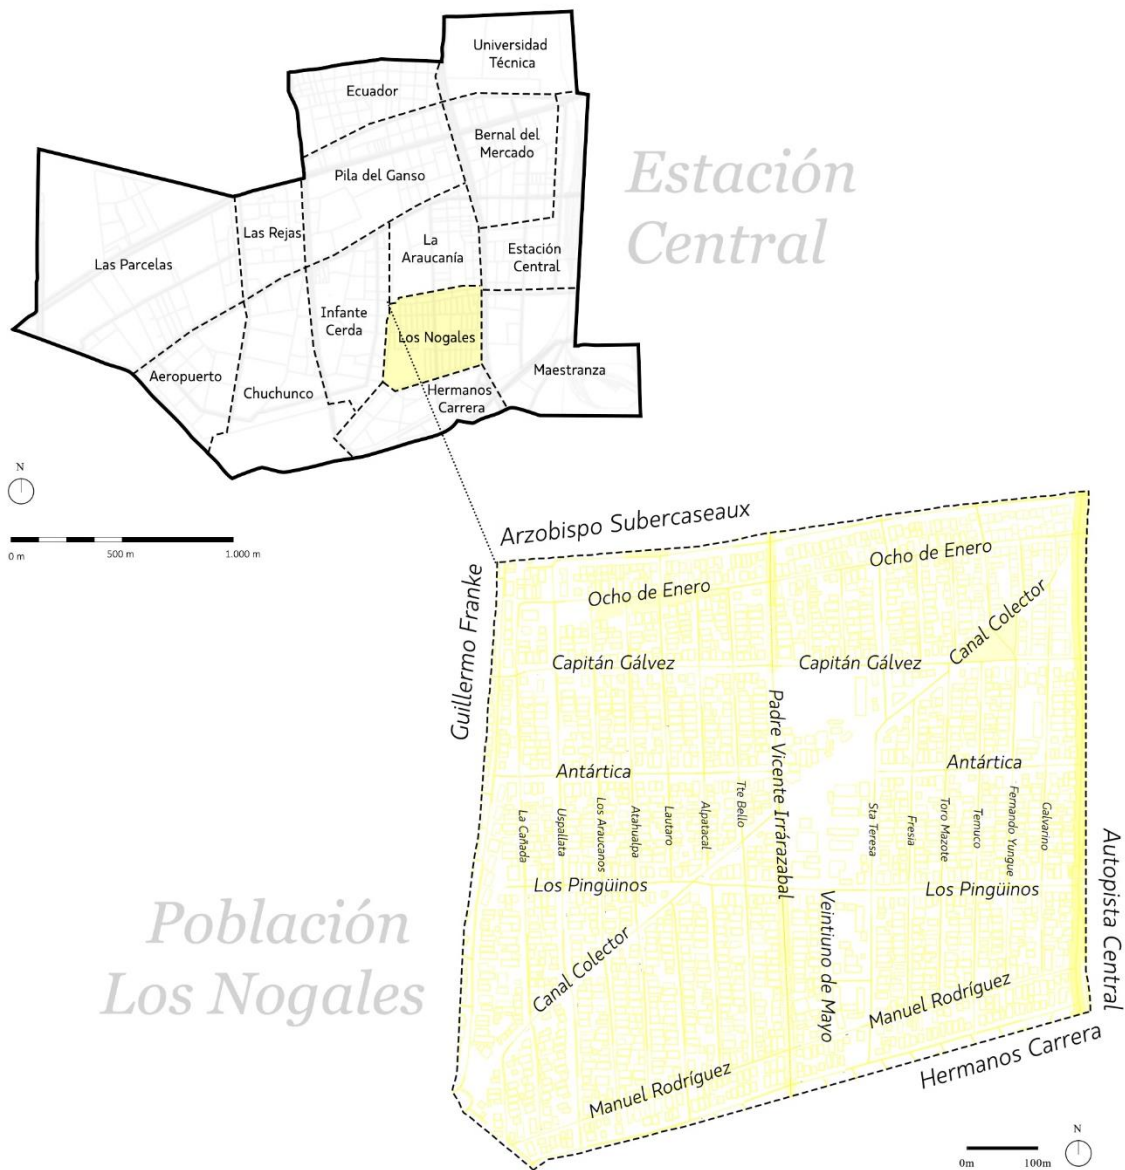 Universidad
Técnica
Ecuador
Bernal del
Mercado
Estación
Central
Pila del Ganso
Las Rejas
La
Araucanía
Estación
Central
Las Parcelas
Infante
Cerda
Los Nogales
Aeropuerto
Maestranza
Chuchunco
Hermanos
Carrera
N
0 m
500 m
1.000 m
Arzobispo Subercaseaux
Ocho de Enero
Ocho de Enero
Guillermo Franke
Canal Colector
Capitán Gálvez
Capitán Gálvez
Padre Vicente Irrárazabal
Antártica
Antártica
La Cañada
Uspallata
Los Araucanos
Atahualpa
Lautaro
Alpatacal
Tte Bello
Sta Teresa
Fresia
Toro Mazote
Temuco
Fernando Yungue
Galvarino
Autopista Central
Los Pingüinos
Los Pingüinos
Población
Los Nogales
Canal Colector
Veintiuno de Mayo
Manuel Rodríguez
Manuel Rodríguez
Hermanos Carrera
N
0m
100m